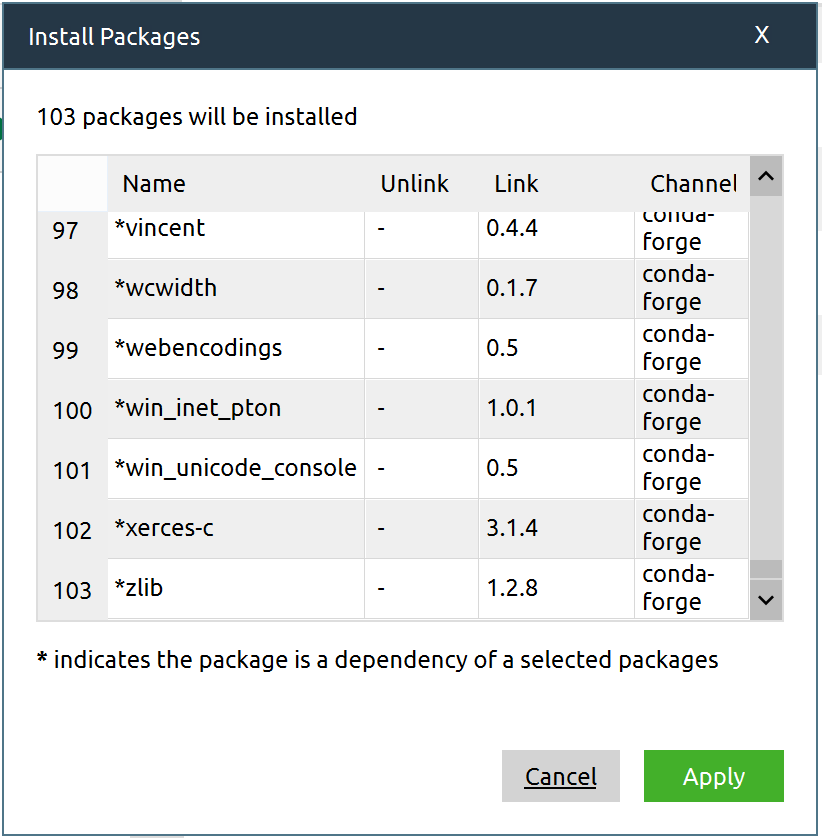 Install Packages X
103 packages will be installed
Name Unlink Link Channel
97 *vincent - 0.4.4 conda-
forge
98 *wcwidth - 0.1.7 conda-
forge
99 *webencodings - 0.5 conda-
forge
100 *win_inet_pton - 1.0.1 conda-
forge
101 *win_unicode_console - 0.5 conda-
forge
102 *xerces-c - 3.1.4 conda-
forge
103 *zlib - 1.2.8 conda-
forge
* indicates the package is a dependency of a selected packages
Cancel Apply